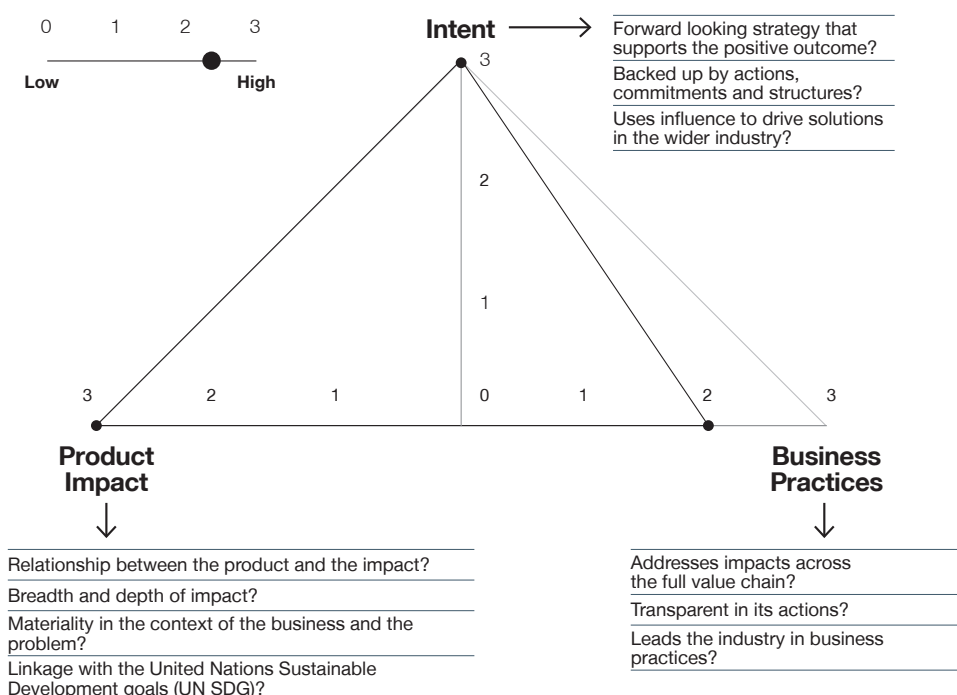 0 1 2 3
Low High
Intent
Forward looking strategy that
supports the positive outcome?
Backed up by actions,
commitments and structures?
Uses influence to drive solutions
in the wider industry?
3
2
1
3 2 1 0 1 2 3
Product
Impact
Business
Practices
Relationship between the product and the impact?
Breadth and depth of impact?
Materiality in the context of the business and the
problem?
Linkage with the United Nations Sustainable
Development goals (UN SDG)?
Addresses impacts across
the full value chain?
Transparent in its actions?
Leads the industry in business
practices?